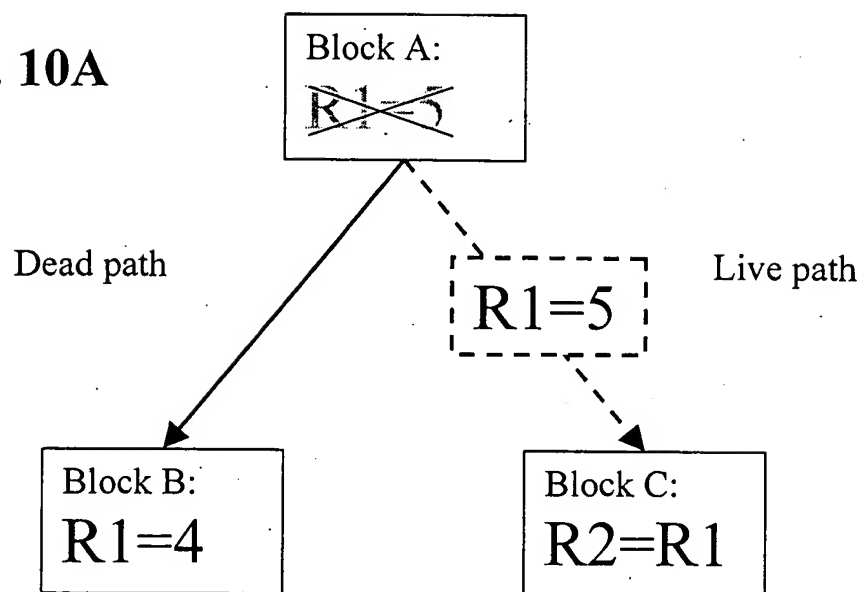 10A
Block A:
R1=5
Dead path
R1=5
Live path
Block B:
R1=4
Block C:
R2=R1